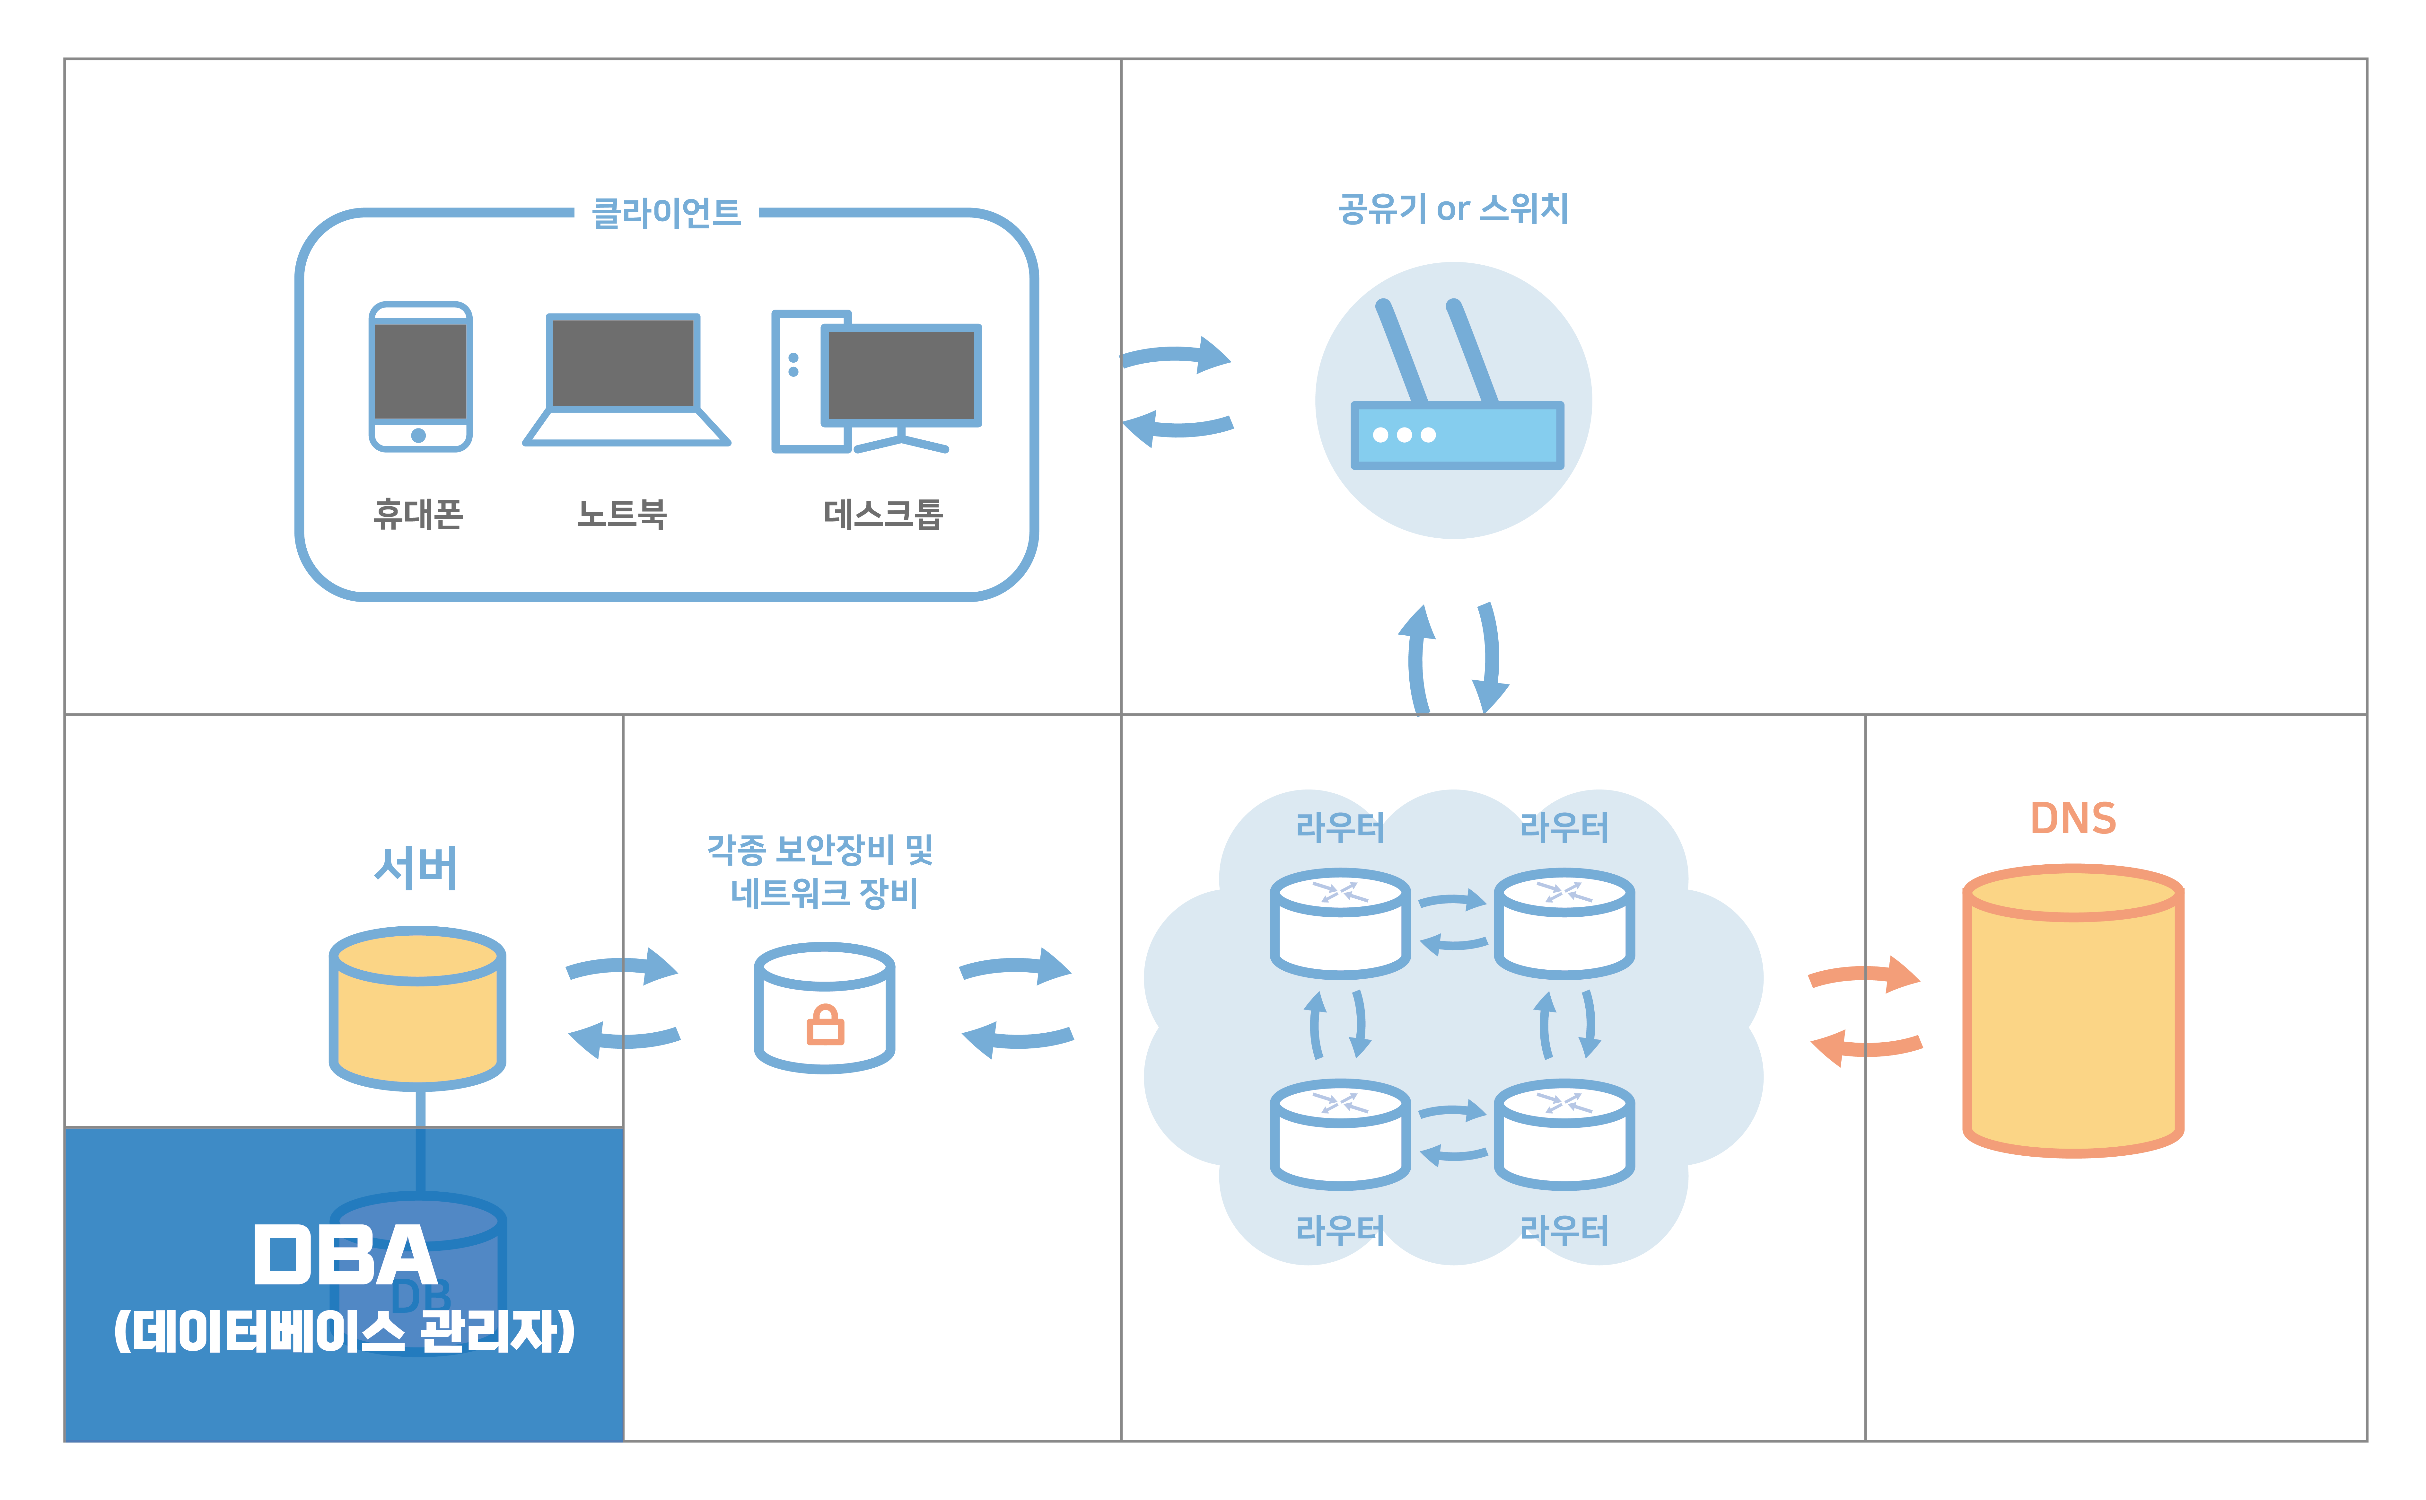 클라이언트
휴대폰
노트북
데스크톱
공유기 or 스위치
서버
각종 보안장비 및
네트워크 장비
라우터
라우터
라우터
라우터
DNS
DB
DBA
(데이터베이스 관리자)